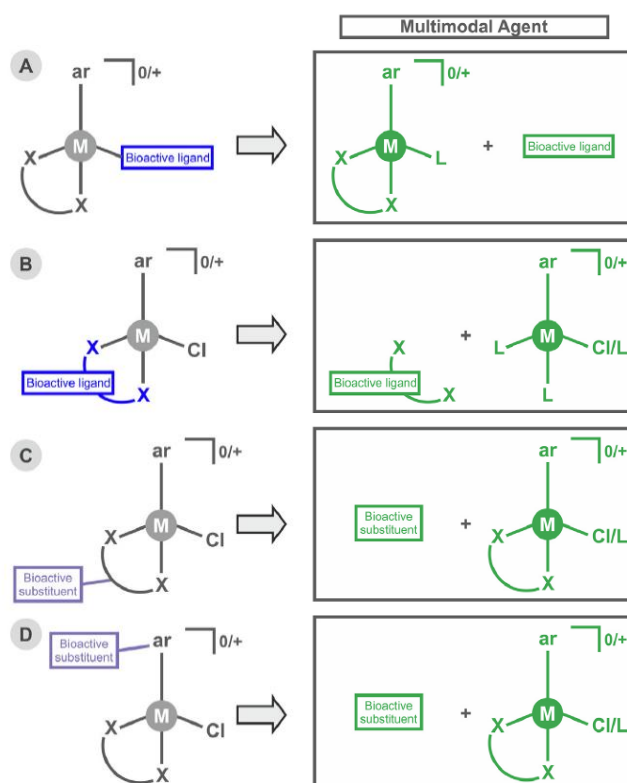 Multimodal Agent
A
ar
0/+
M
X
Bioactive ligand
X
ar
0/+
M
X
L
X
+
Bioactive ligand
B
ar
0/+
M
X
Cl
Bioactive ligand
X
X
Bioactive ligand
X
+
ar
0/+
M
L
Cl/L
L
C
ar
0/+
M
X
Cl
X
Bioactive
substituent
Bioactive
substituent
+
ar
0/+
M
X
Cl/L
X
D
Bioactive
substituent
ar
0/+
M
X
Cl
X
Bioactive
substituent
+
ar
0/+
M
X
Cl/L
X